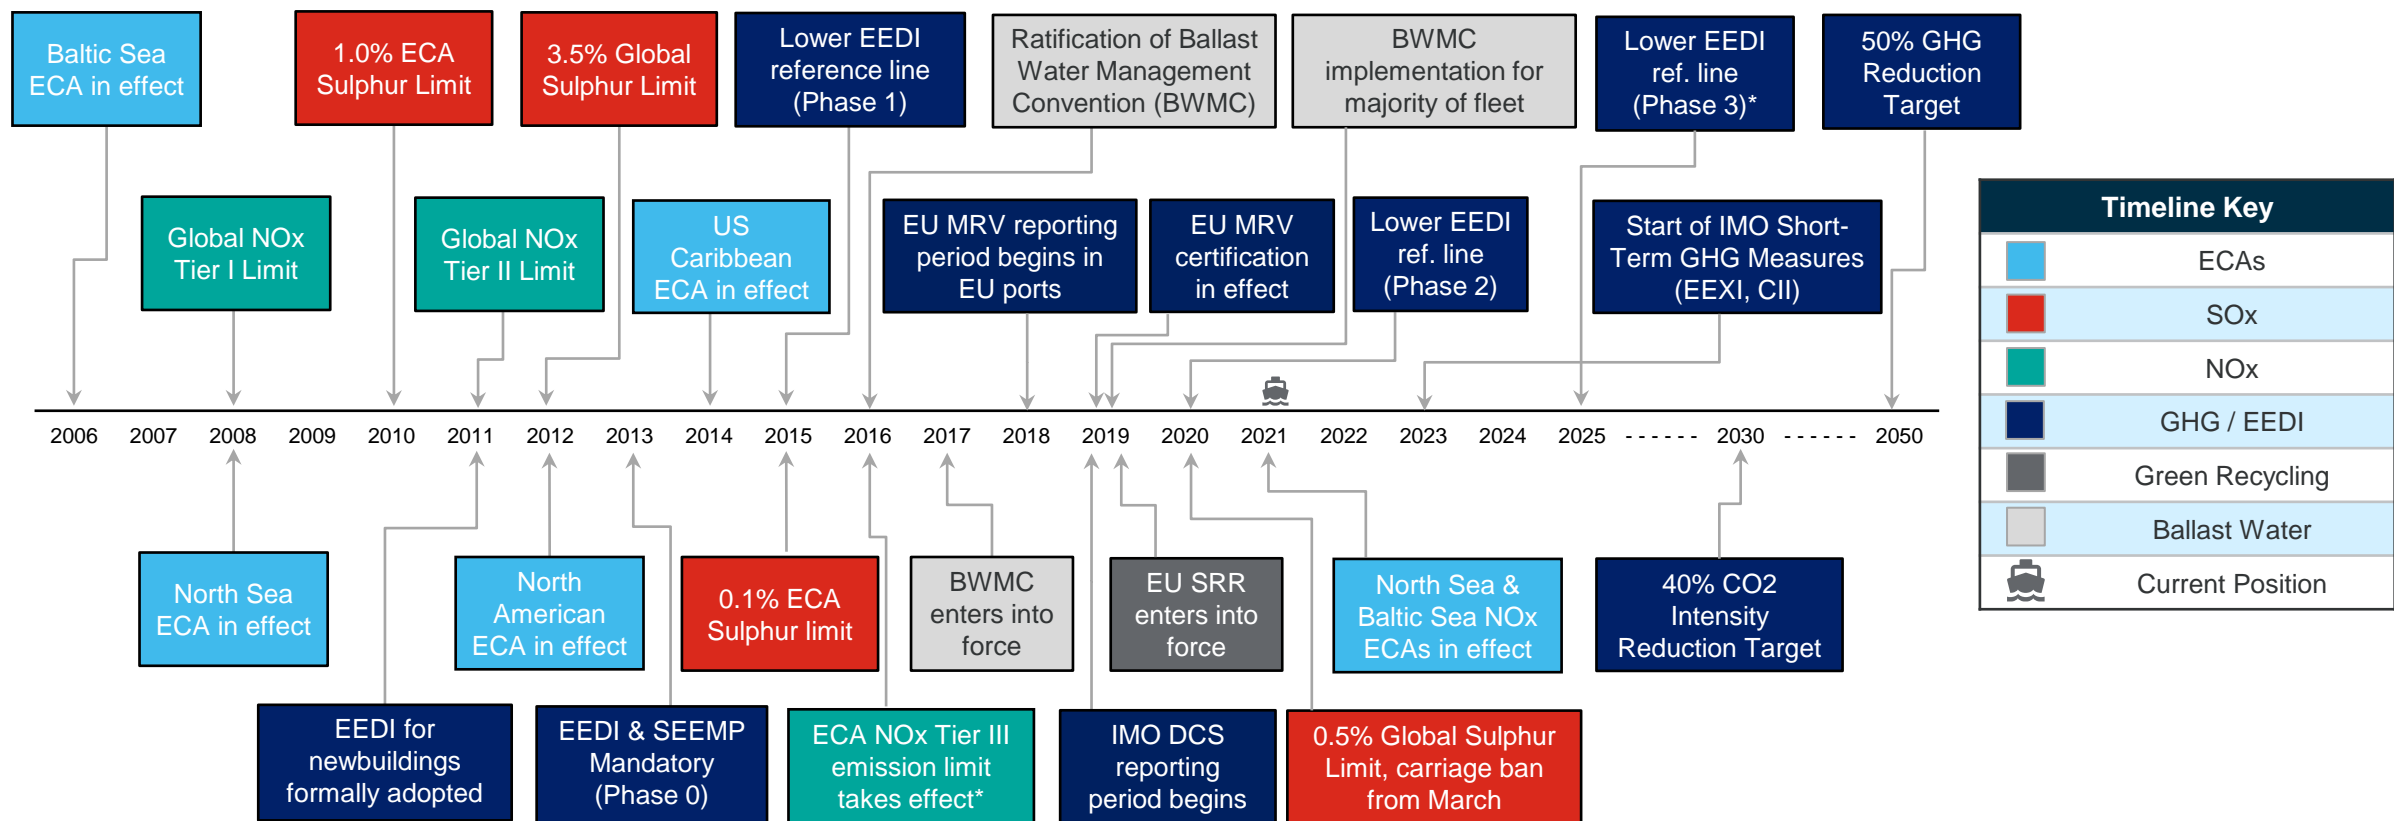 Baltic Sea
ECA in effect
1.0% ECA
Sulphur Limit
3.5% Global
Sulphur Limit
Lower EEDI
reference line
(Phase 1)
Ratification of Ballast
Water Management
Convention (BWMC)
BWMC
implementation for
majority of fleet
Lower EEDI
ref. line
(Phase 3)*
50% GHG
Reduction
Target
Global NOx
Tier I Limit
Global NOx
Tier II Limit
US
Caribbean
ECA in effect
EU MRV reporting
period begins in
EU ports
EU MRV
certification
in effect
Lower EEDI
ref. line
(Phase 2)
Start of IMO Short-
Term GHG Measures
(EEXI, CII)
2006 2007 2008 2009 2010 2011 2012 2013 2014 2015 2016 2017 2018 2019 2020 2021 2022 2023 2024 2025 ------ 2030 ------ 2050
North Sea
ECA in effect
North
American
ECA in effect
0.1% ECA
Sulphur limit
BWMC
enters into
force
EU SRR
enters into
force
North Sea &
Baltic Sea NOx
ECAs in effect
40% CO2
Intensity
Reduction Target
EEDI for
newbuildings
formally adopted
EEDI & SEEMP
Mandatory
(Phase 0)
ECA NOx Tier III
emission limit
takes effect*
IMO DCS
reporting
period begins
0.5% Global Sulphur
Limit, carriage ban
from March
Timeline Key
ECAs
SOx
NOx
GHG / EEDI
Green Recycling
Ballast Water
Current Position